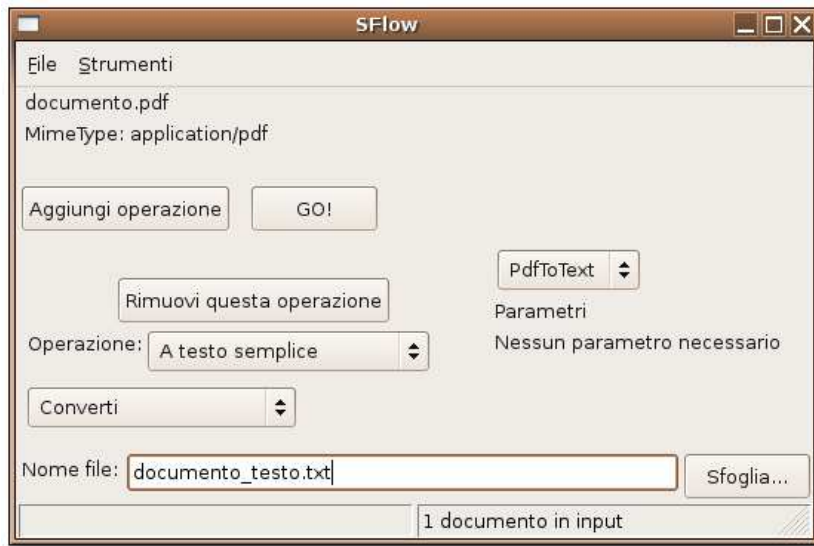 SFlow
File Strumenti
documento.pdf
MimeType: application/pdf
Aggiungi operazione GO!
PdfToText
Rimuovi questa operazione
Parametri
Operazione: A testo semplice
Nessun parametro necessario
Converti
Nome file: documento_testo.txt Sfoglia...
1 documento in input